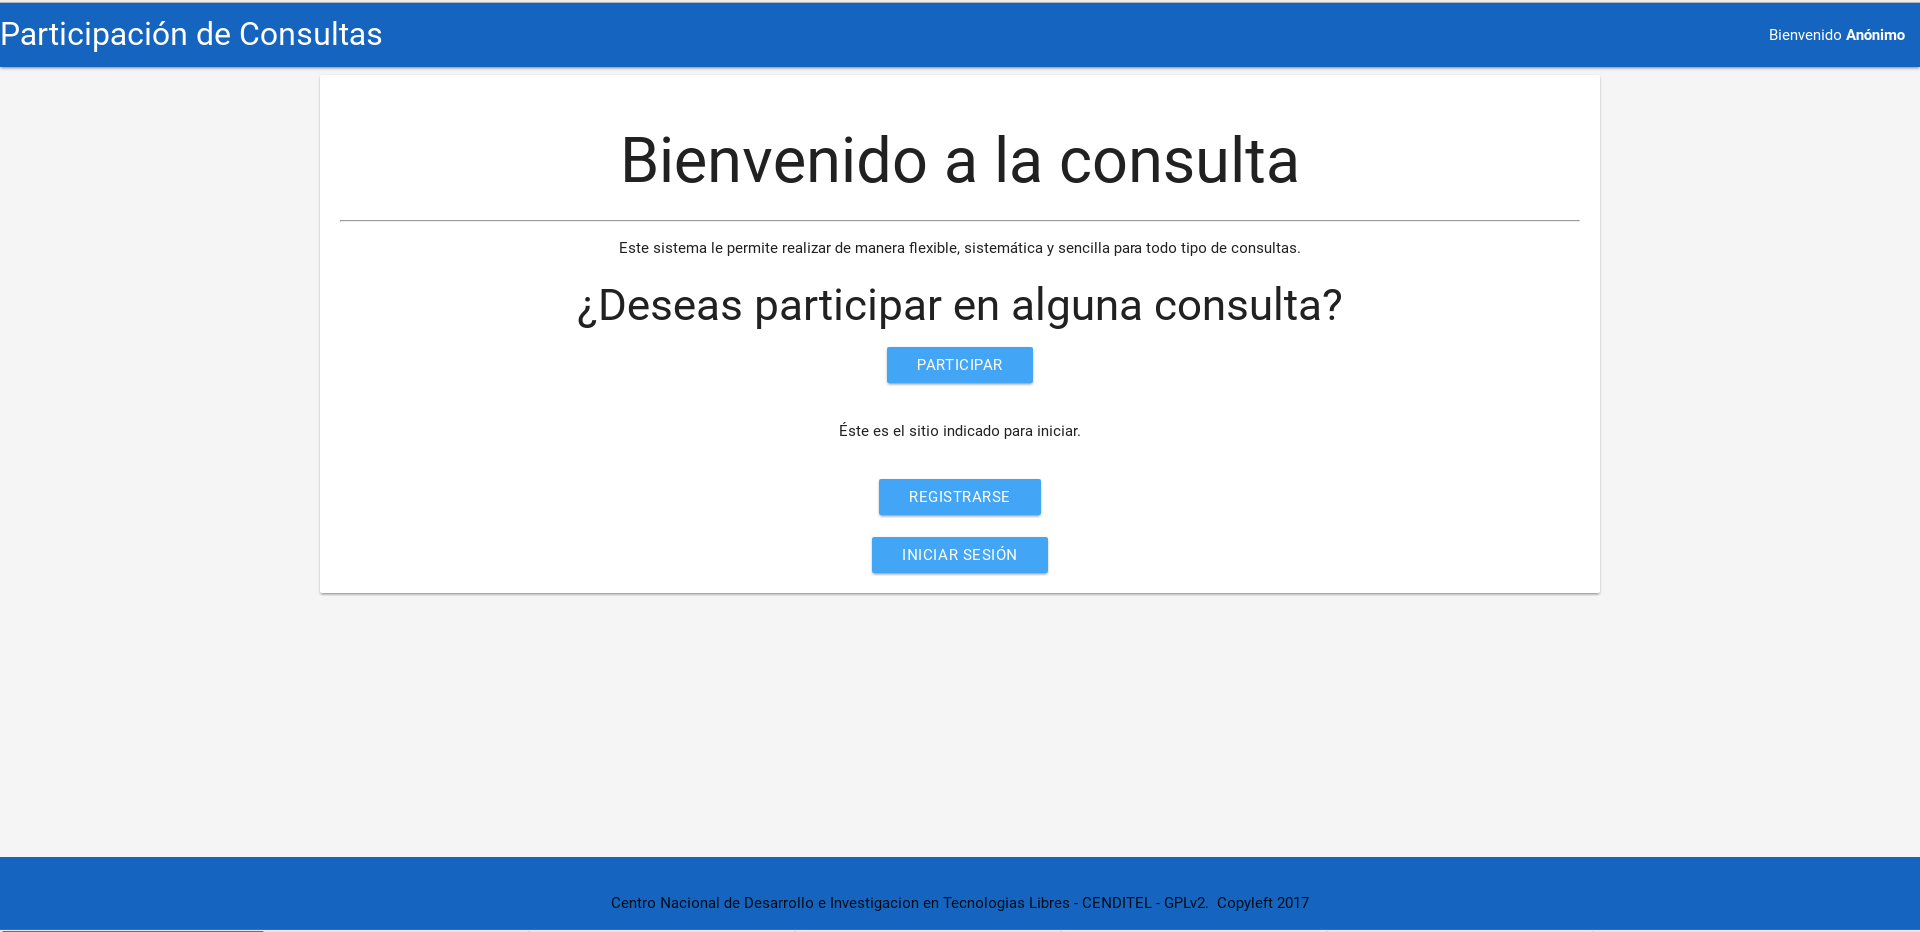 Participación de Consultas
Bienvenido Anónimo
Bienvenido a la consulta
Este sistema le permite realizar de manera flexible, sistemática y sencilla para todo tipo de consultas.
¿Deseas participar en alguna consulta?
PARTICIPAR
Éste es el sitio indicado para iniciar.
REGISTRARSE
INICIAR SESIÓN
Centro Nacional de Desarrollo e Investigacion en Tecnologias Libres - CENDITEL - GPLv2. Copyleft 2017